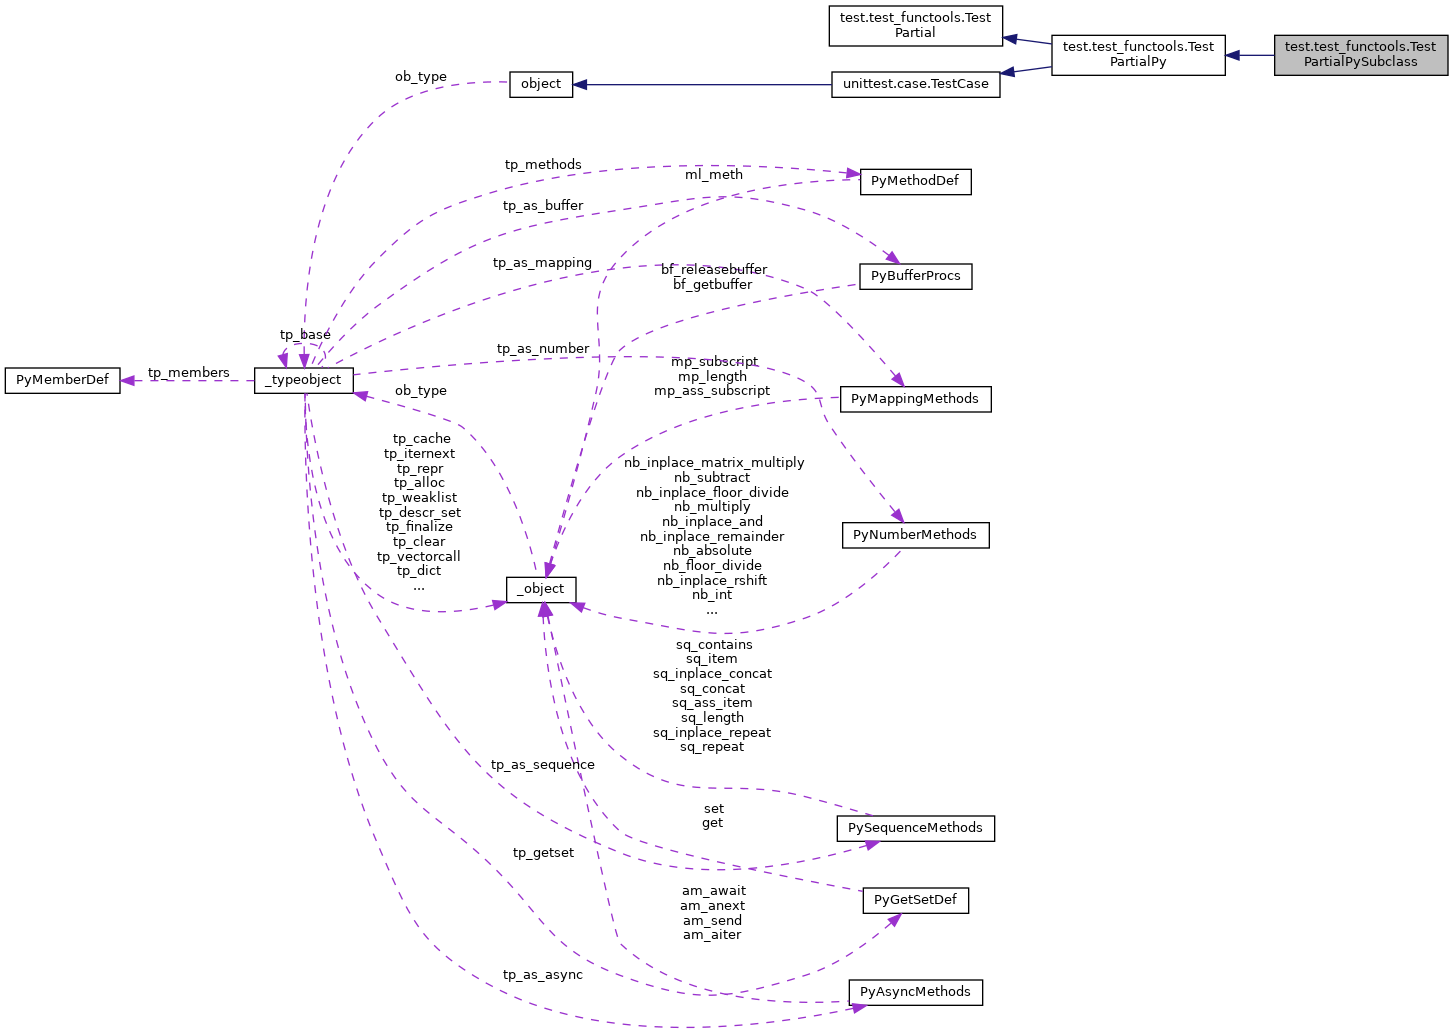 test.test_functools.Test
Partial
test.test_functools.Test
PartialPy
test.test_functools.Test
PartialPySubclass
ob_type
object
unittest.case.TestCase
tp_methods
ml_meth
PyMethodDef
tp_as_buffer
tp_as_mapping
bf_releasebuffer
bf_getbuffer
PyBufferProcs
tp_base
tp_as_number
PyMemberDef
tp_members
_typeobject
ob_type
mp_subscript
mp_length
mp_ass_subscript
PyMappingMethods
tp_cache
tp_iternext
tp_repr
tp_alloc
tp_weaklist
tp_descr_set
tp_finalize
tp_clear
tp_vectorcall
tp_dict
...
nb_inplace_matrix_multiply
nb_subtract
nb_inplace_floor_divide
nb_multiply
nb_inplace_and
nb_inplace_remainder
nb_absolute
nb_floor_divide
nb_inplace_rshift
nb_int
...
PyNumberMethods
_object
sq_contains
sq_item
sq_inplace_concat
sq_concat
sq_ass_item
sq_length
sq_inplace_repeat
sq_repeat
tp_as_sequence
set
get
PySequenceMethods
tp_getset
am_await
am_anext
am_send
am_aiter
PyGetSetDef
tp_as_async
PyAsyncMethods